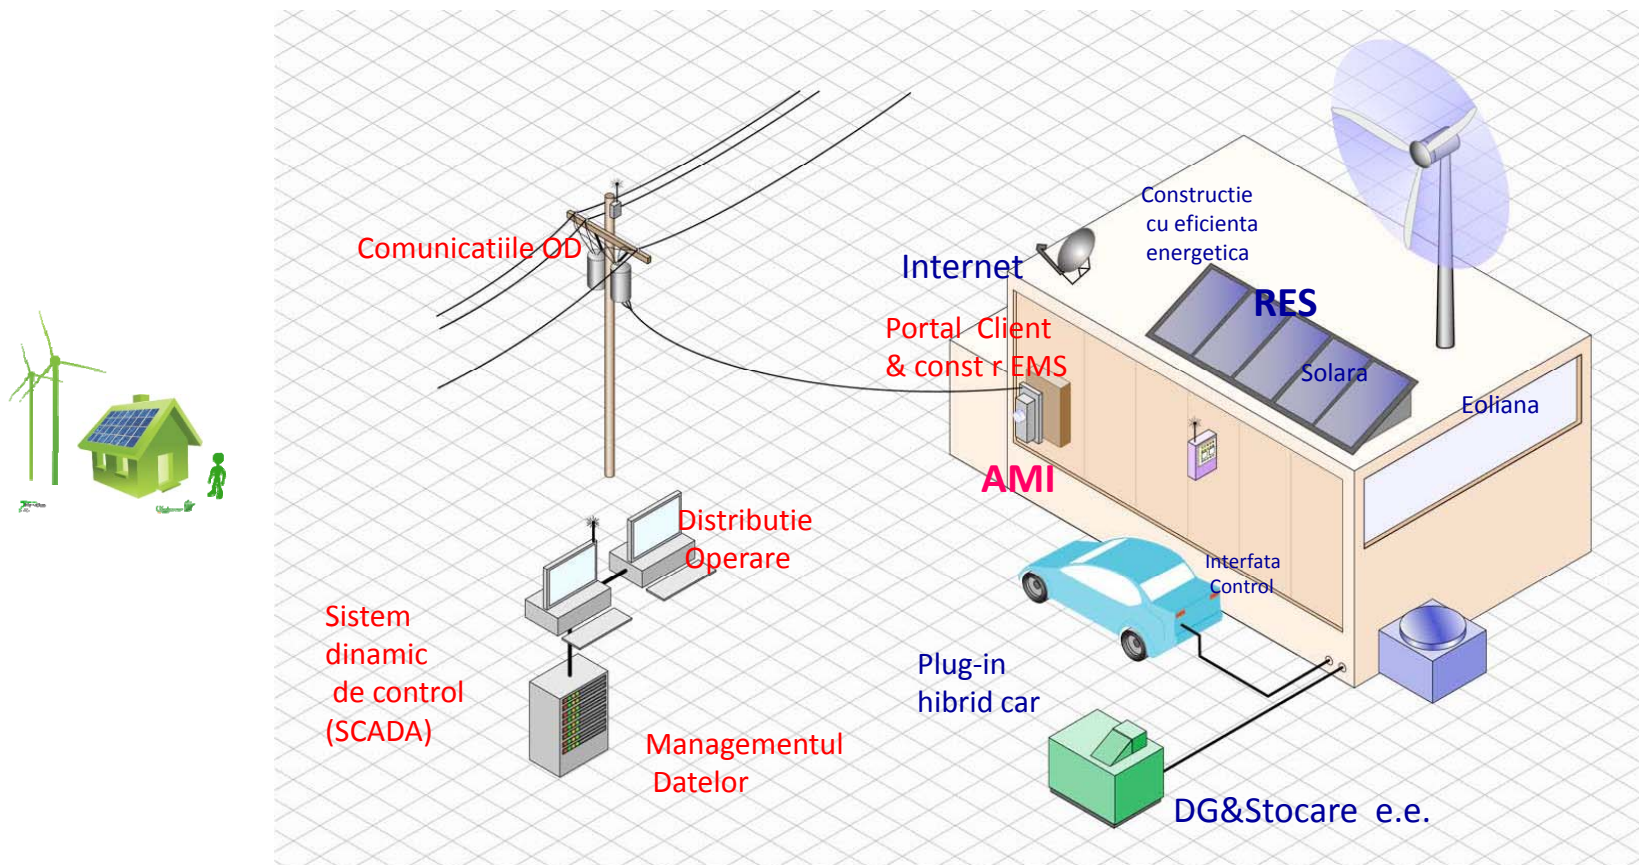 Comunicatiile OD
Internet
Constructie
cu eficienta
energetica
RES
Portal Client
& const r EMS
Solara
Eoliana
AMI
Distributie
Operare
Interfata
Control
Sistem
dinamic
de control
(SCADA)
Plug-in
hibrid car
Managementul
Datelor
DG&Stocare e.e.